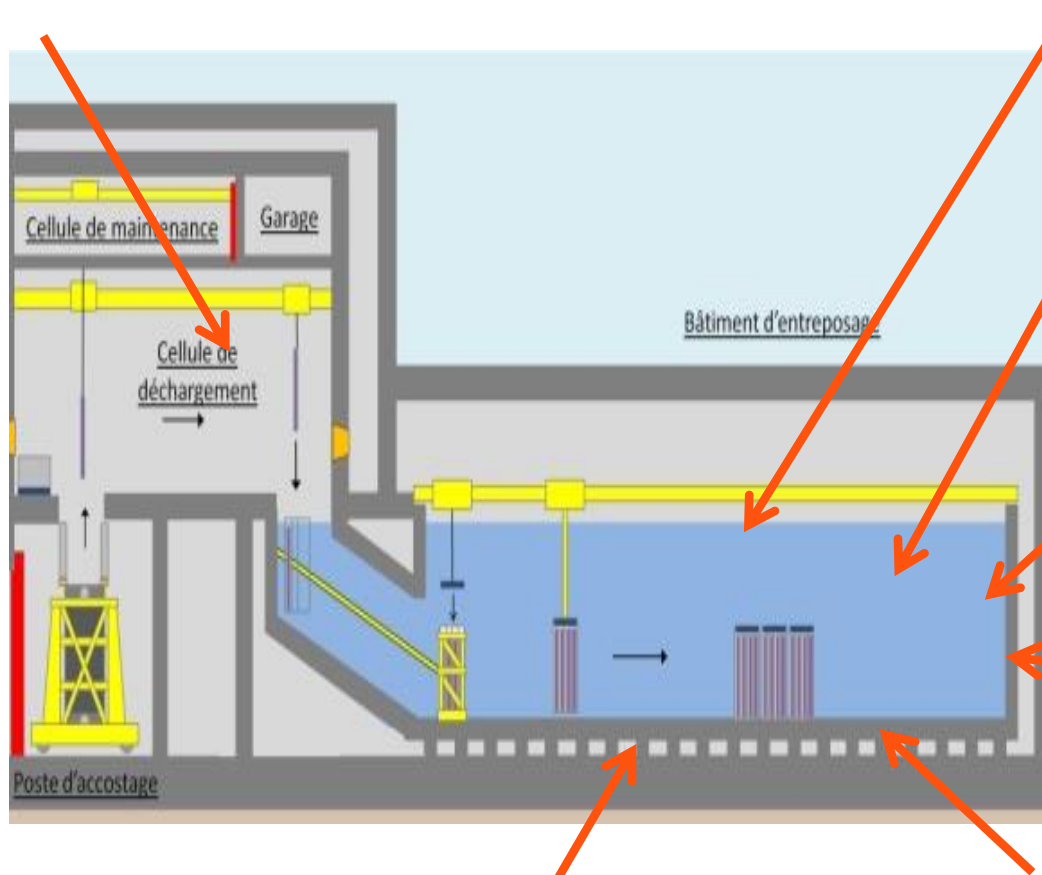 Cellule de maintenance
Garage
Bâtiment d'entreposage
Cellule de
déchargement
Poste d'accostage